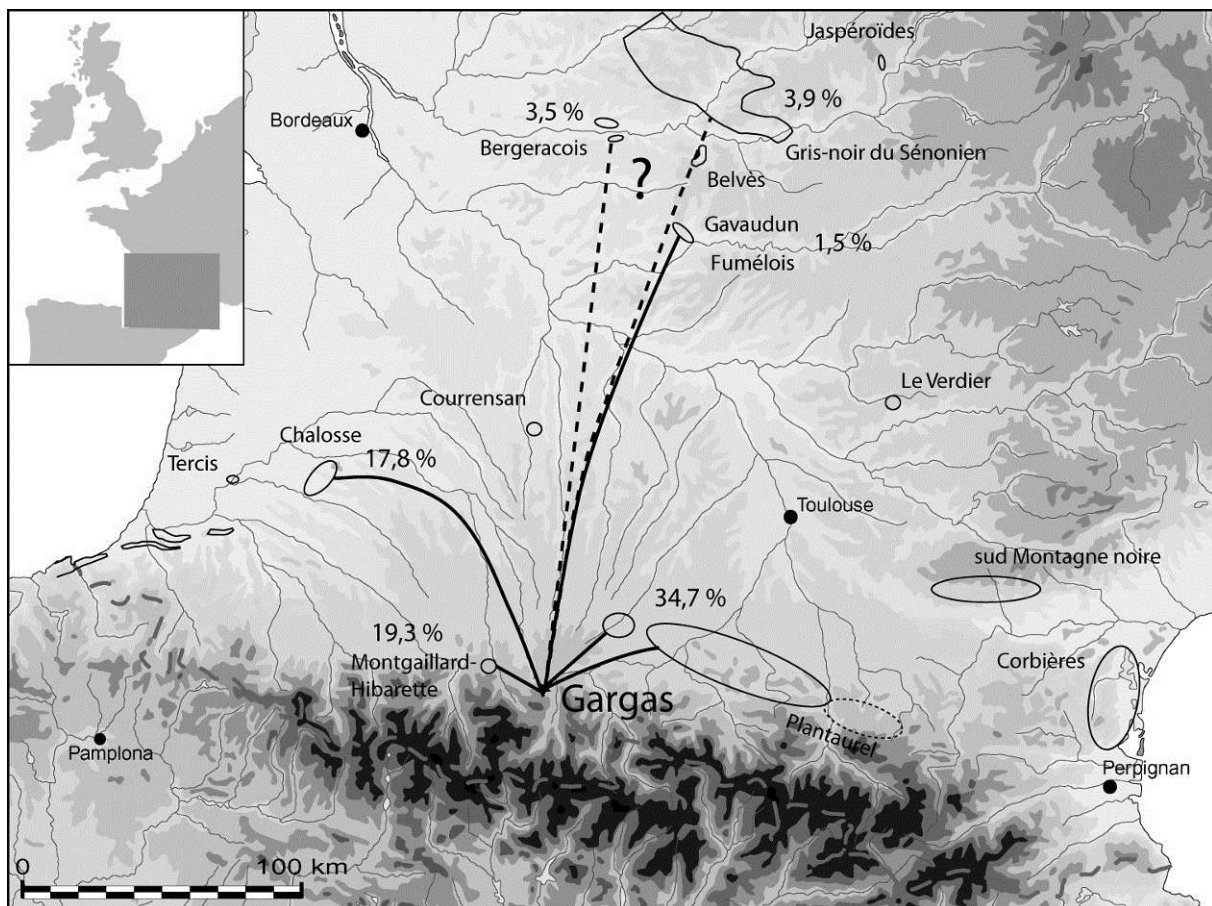 Jaspéroïdes
3,5 %
3,9 %
Bordeaux
Bergeracois
Gris-noir du Sénonien
?
Belvès
Gavaudun
1,5 %
Fumélois
Le Verdier
Courrensan
Chalosse
17,8 %
Tercis
Toulouse
sud Montagne noire
34,7 %
19,3 %
Montgaillard-
Hibarette
Corbières
Gargas
Plantaurel
Pamplona
Perpignan
0 100 km